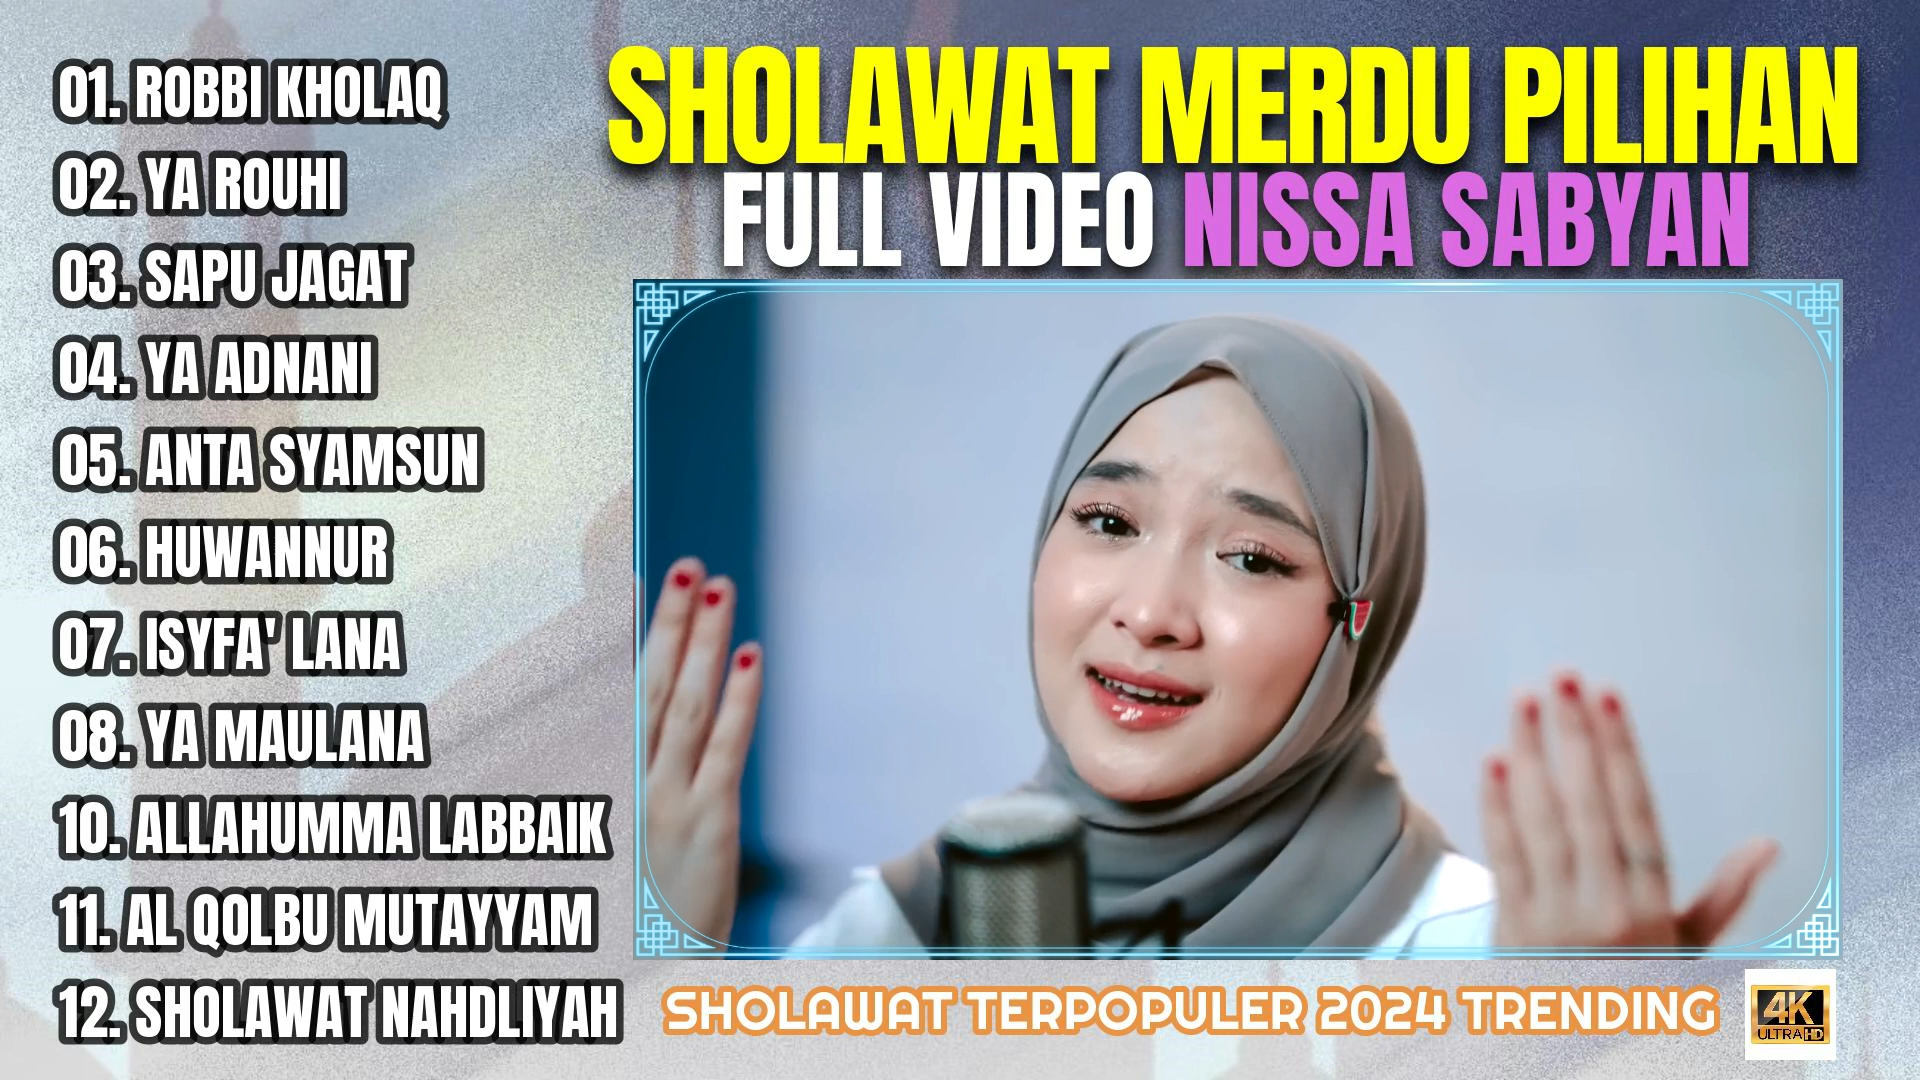 01. ROBBI KHOLAQ
02. YA ROUHI
03. SAPU JAGAT
04. YA ADNANI
05. ANTA SYAMSUN
06. HUWANNUR
07. ISYFA' LANA
08. YA MAULANA
10. ALLAHUMMA LABBAIK
11. AL QOLBU MUTAYYAM
12. SHOLAWAT NAHDLIYAH
SHOLAWAT MERDU PILIHAN
FULL VIDEO NISSA SABYAN
SHOLAWAT TERPOPULER 2024 TRENDING
4K
ULTRA HD